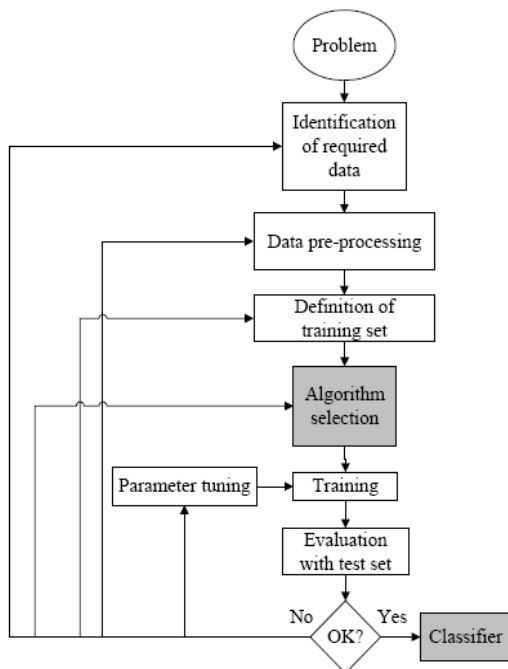 Problem
Identification
of required
data
Data pre-processing
Definition of
training set
Algorithm
selection
Parameter tuning
Training
Evaluation
with test set
No
OK?
Yes
Classifier